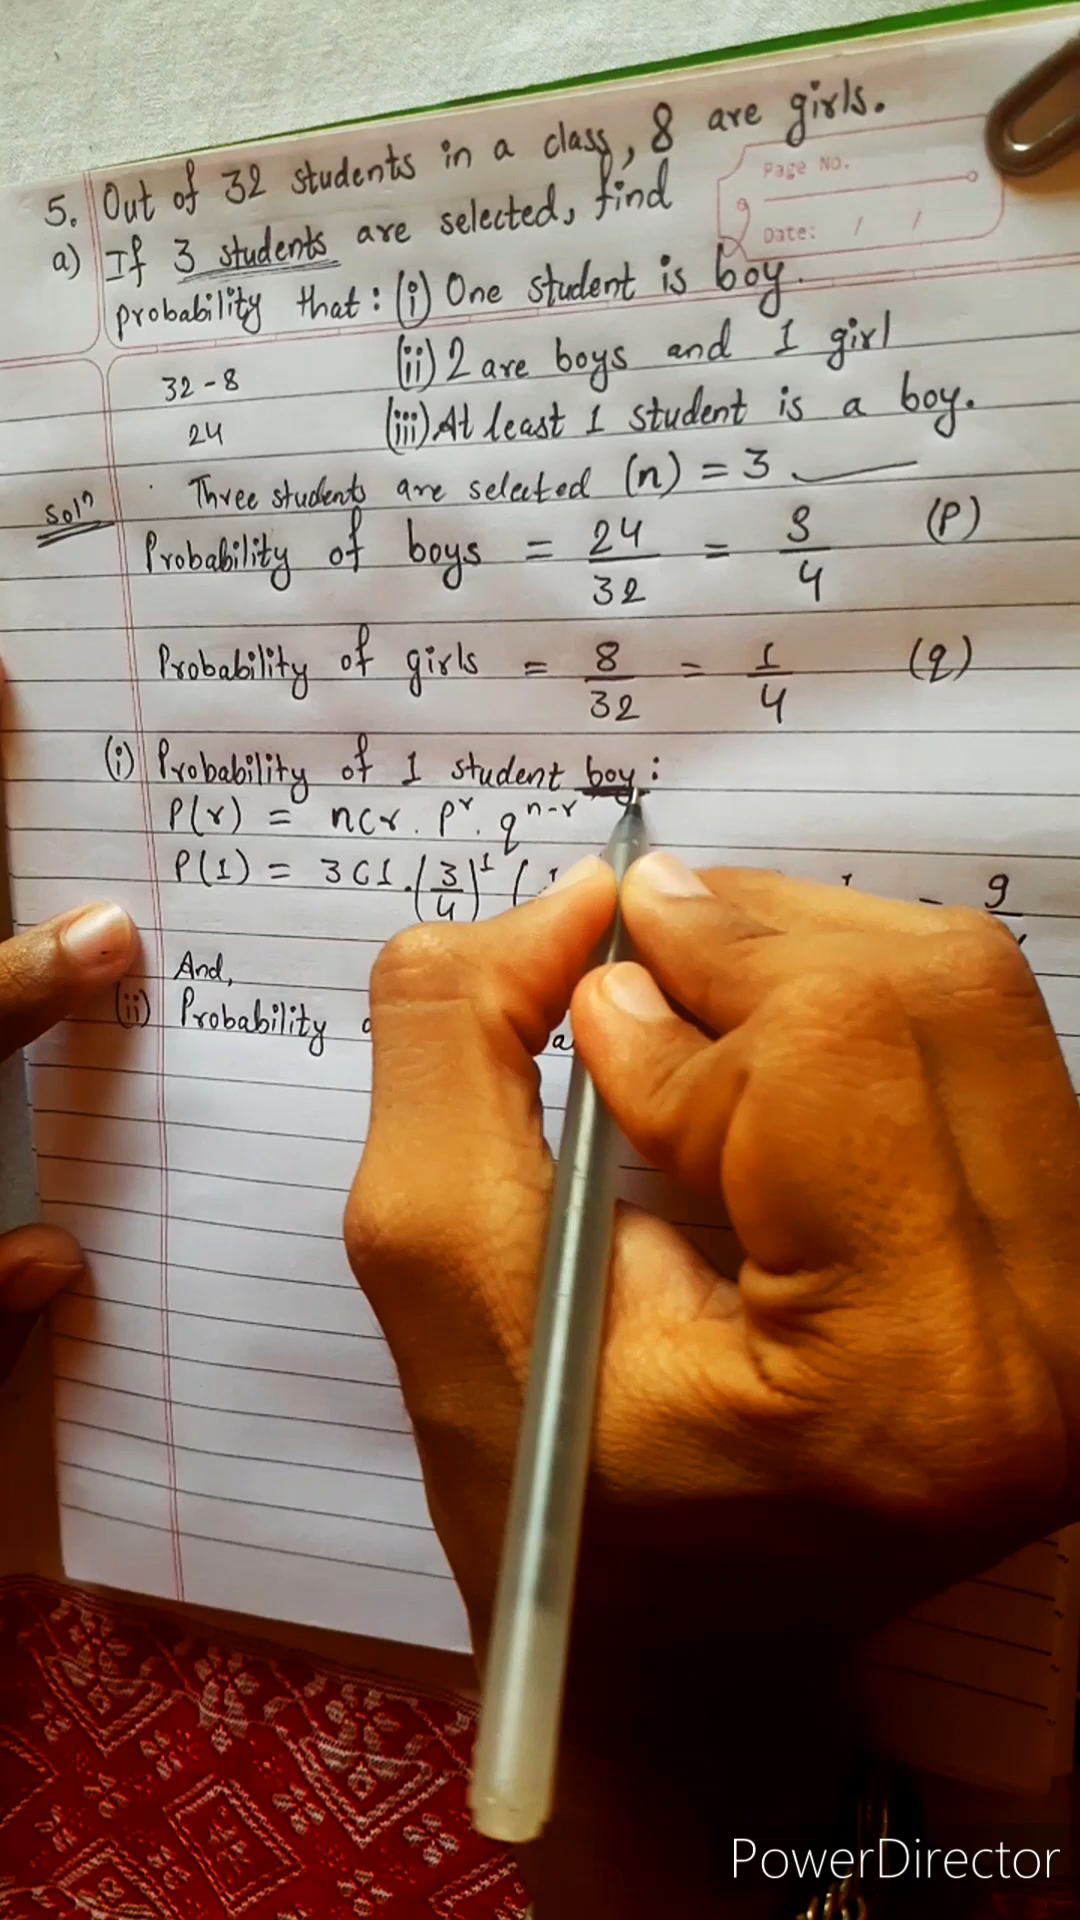 5. Out of 32 students in a class, 8 are girls.
Page No.
a) If 3 students are selected, find
Date: / /
probability that: (i) One student is boy.
32 - 8 (ii) 2 are boys and 1 girl
24 (iii) At least 1 student is a boy.
Soln Three students are selected (n) = 3
Probability of boys = 24/32 = 3/4 (P)
Probability of girls = 8/32 = 1/4 (q)
(i) Probability of 1 student boy:
P(r) = ncr. p^r. q^n-r
P(1) = 3C1. (3/4)^1 ( = 9
And,
(ii) Probability
PowerDirector